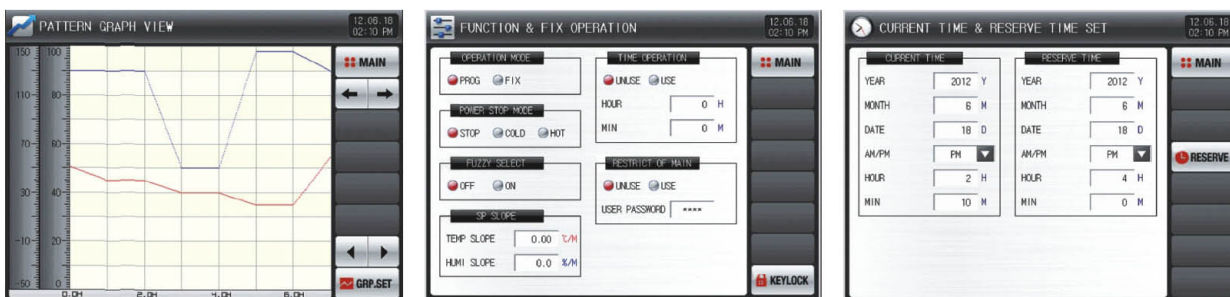 PATTERN GRAPH VIEW
12.06.18
02:10 PM
150 100
110 80
70 60
30 40
-10 20
-50 0
0.0H 2.0H 4.0H 6.0H
MAIN
GRP.SET
FUNCTION & FIX OPERATION
12.06.18
02:10 PM
OPERATION MODE
PROG FIX
POWER STOP MODE
STOP COLD HOT
FUZZY SELECT
OFF ON
SP SLOPE
TEMP SLOPE 0.00 ℃/M
HUMI SLOPE 0.0 %/M
TIME OPERATION
UNUSE USE
HOUR 0 H
MIN 0 M
RESTRICT OF MAIN
UNUSE USE
USER PASSWORD ****
MAIN
KEYLOCK
CURRENT TIME & RESERVE TIME SET
12.06.18
02:10 PM
CURRENT TIME
YEAR 2012 Y
MONTH 6 M
DATE 18 D
AM/PM PM
HOUR 2 H
MIN 10 M
RESERVE TIME
YEAR 2012 Y
MONTH 6 M
DATE 18 D
AM/PM PM
HOUR 4 H
MIN 0 M
MAIN
RESERVE